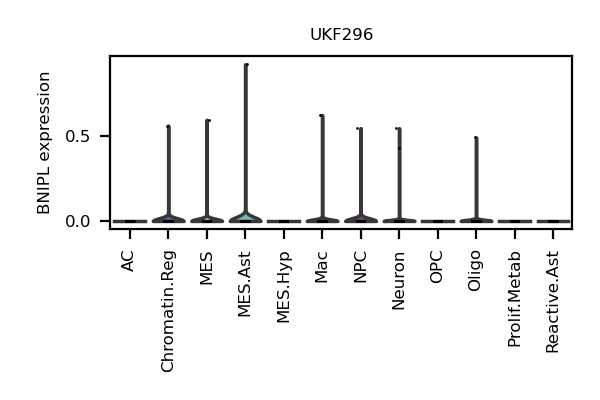 UKF296
BNIPL expression
0.5
0.0
AC
Chromatin.Reg
MES
MES.Ast
MES.Hyp
Mac
NPC
Neuron
OPC
Oligo
Prolif.Metab
Reactive.Ast